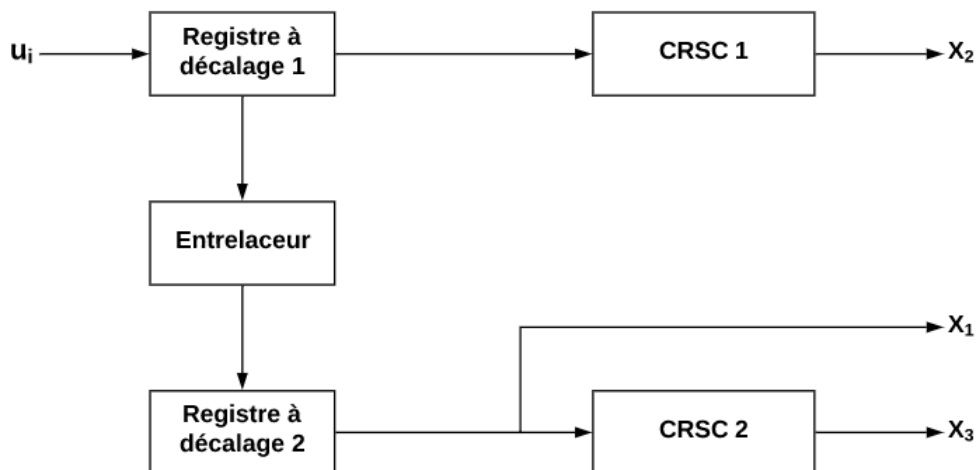 uᵢ
Registre à
décalage 1
CRSC 1
X₂
Entrelaceur
X₁
Registre à
décalage 2
CRSC 2
X₃